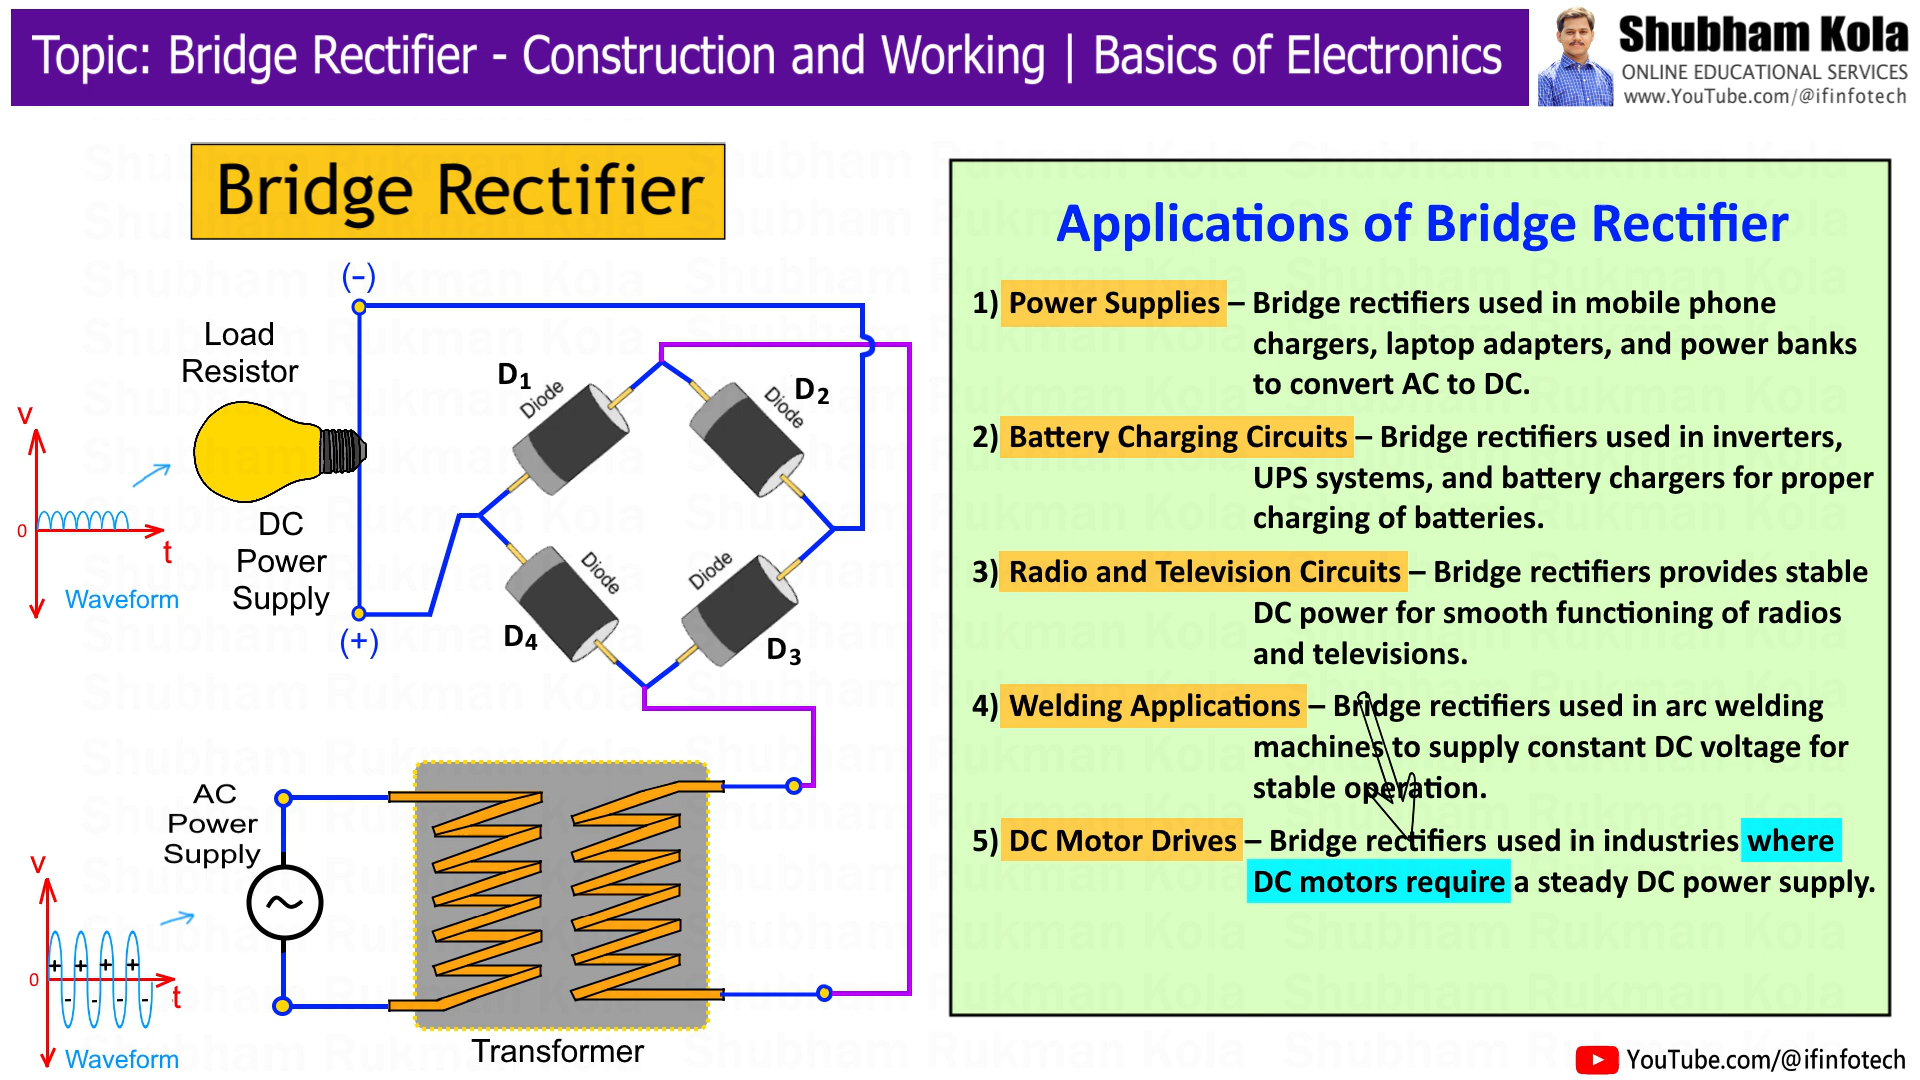 Topic: Bridge Rectifier - Construction and Working | Basics of Electronics
Shubham Kola
ONLINE EDUCATIONAL SERVICES
www.YouTube.com/@ifinfotech
Bridge Rectifier
(-)
Load
Resistor
D1
Diode
D2
Diode
V
0
t
Waveform
DC
Power
Supply
(+)
D4
Diode
D3
Diode
AC
Power
Supply
V
0
+ + + +
- - - -
t
Waveform
Transformer
Applications of Bridge Rectifier
1) Power Supplies – Bridge rectifiers used in mobile phone
chargers, laptop adapters, and power banks
to convert AC to DC.
2) Battery Charging Circuits – Bridge rectifiers used in inverters,
UPS systems, and battery chargers for proper
charging of batteries.
3) Radio and Television Circuits – Bridge rectifiers provides stable
DC power for smooth functioning of radios
and televisions.
4) Welding Applications – Bridge rectifiers used in arc welding
machines to supply constant DC voltage for
stable operation.
5) DC Motor Drives – Bridge rectifiers used in industries where
DC motors require a steady DC power supply.
YouTube.com/@ifinfotech
Shubham Rukman Kola